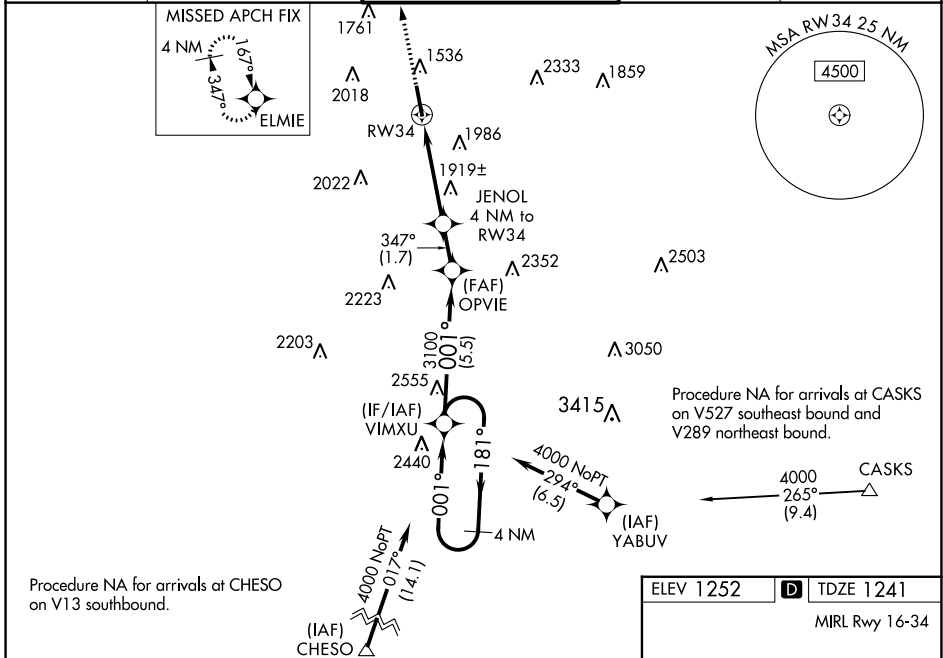 MISSED APCH FIX
4 NM
167°
347°
ELMIE
1761
1536
2018
2333
1859
MSA RW34 25 NM
4500
RW34
1986
1919±
2022
JENOL
4 NM to
RW34
347°
(1.7)
2352
2503
(FAF)
OPVIE
2223
3100
001°
(5.5)
2203
3050
2555
(IF/IAF)
VIMXU
3415
Procedure NA for arrivals at CASKS
on V527 southeast bound and
V289 northeast bound.
2440
001°
181°
4 NM
4000 NoPT
294°
(6.5)
(IAF)
YABUV
4000
265°
(9.4)
CASKS
4000 NoPT
017°
(14.1)
(IAF)
CHESO
Procedure NA for arrivals at CHESO
on V13 southbound.
ELEV 1252 D TDZE 1241
MIRL Rwy 16-34